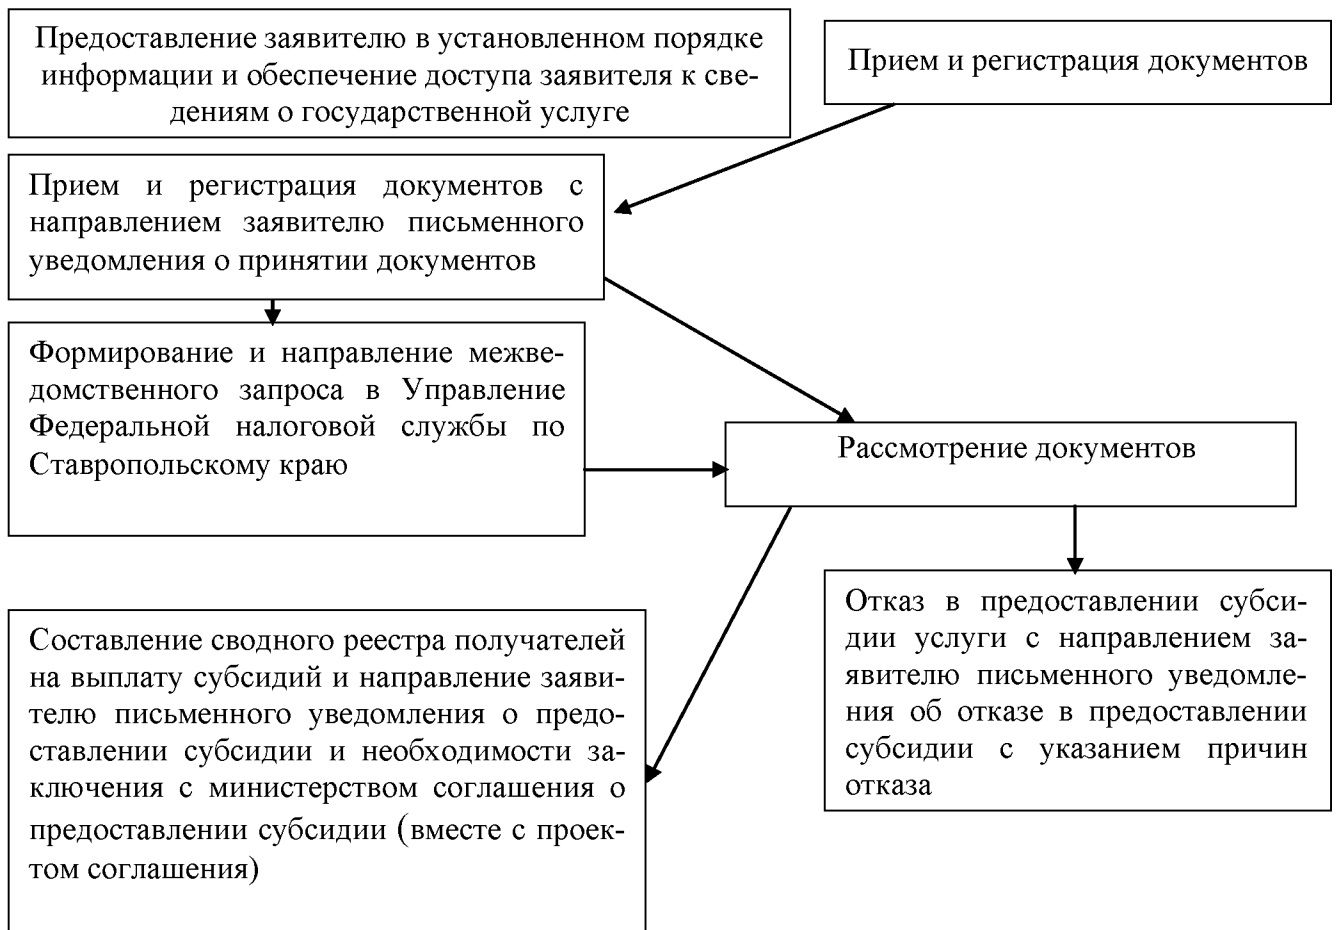 Предоставление заявителю в установленном порядке
информации и обеспечение доступа заявителя к све-
дениям о государственной услуге
Прием и регистрация документов
Прием и регистрация документов с
направлением заявителю письменного
уведомления о принятии документов
Формирование и направление межве-
домственного запроса в Управление
Федеральной налоговой службы по
Ставропольскому краю
Рассмотрение документов
Составление сводного реестра получателей
на выплату субсидий и направление заяви-
телю письменного уведомления о предо-
ставлении субсидии и необходимости за-
ключения с министерством соглашения о
предоставлении субсидии (вместе с проек-
том соглашения)
Отказ в предоставлении субси-
дии услуги с направлением за-
явителю письменного уведомле-
ния об отказе в предоставлении
субсидии с указанием причин
отказа